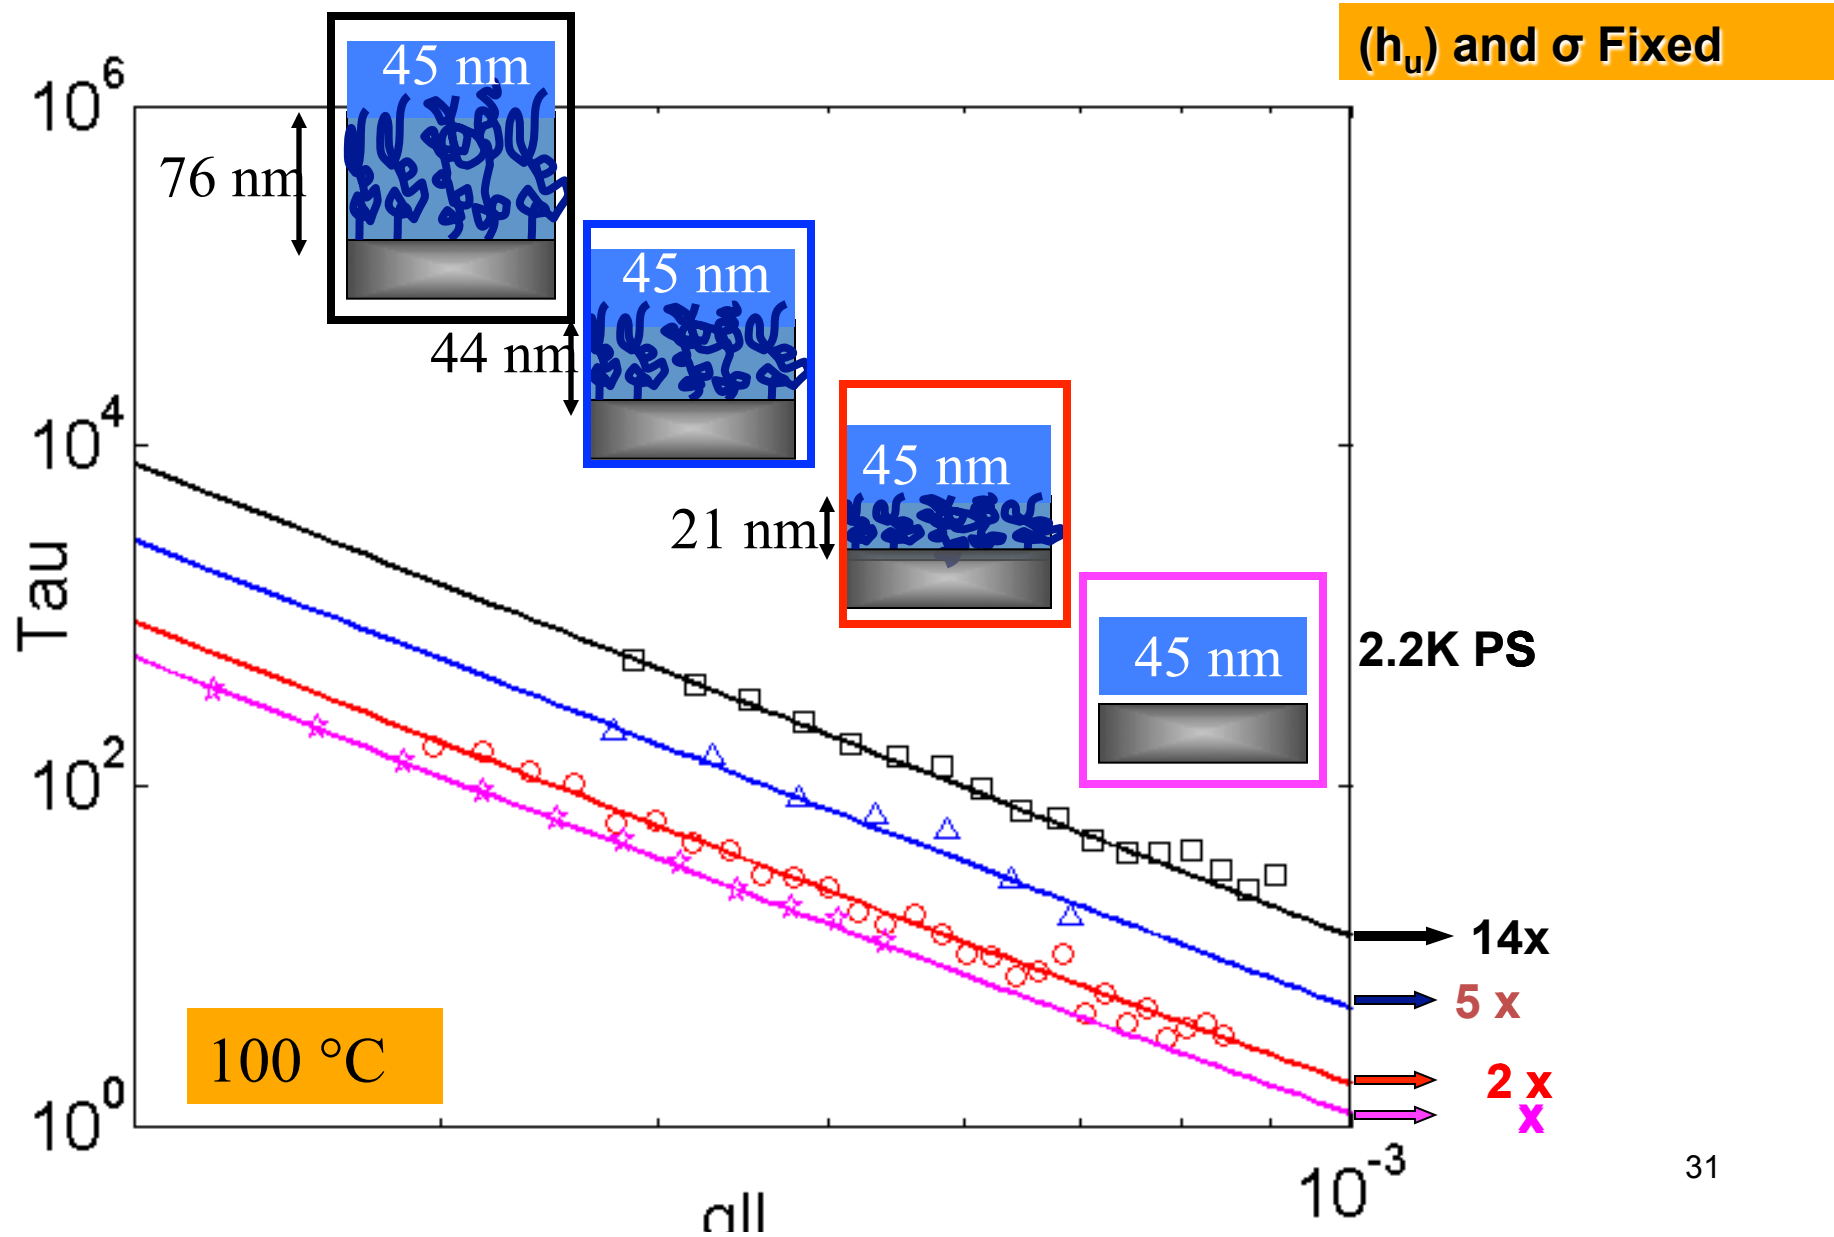 (hu) and σ Fixed
45 nm
10^6
76 nm
45 nm
44 nm
10^4
45 nm
21 nm
Tau
45 nm
2.2K PS
10^2
14x
5 x
100 °C
2 x
x
10^0
10^-3
31
qll